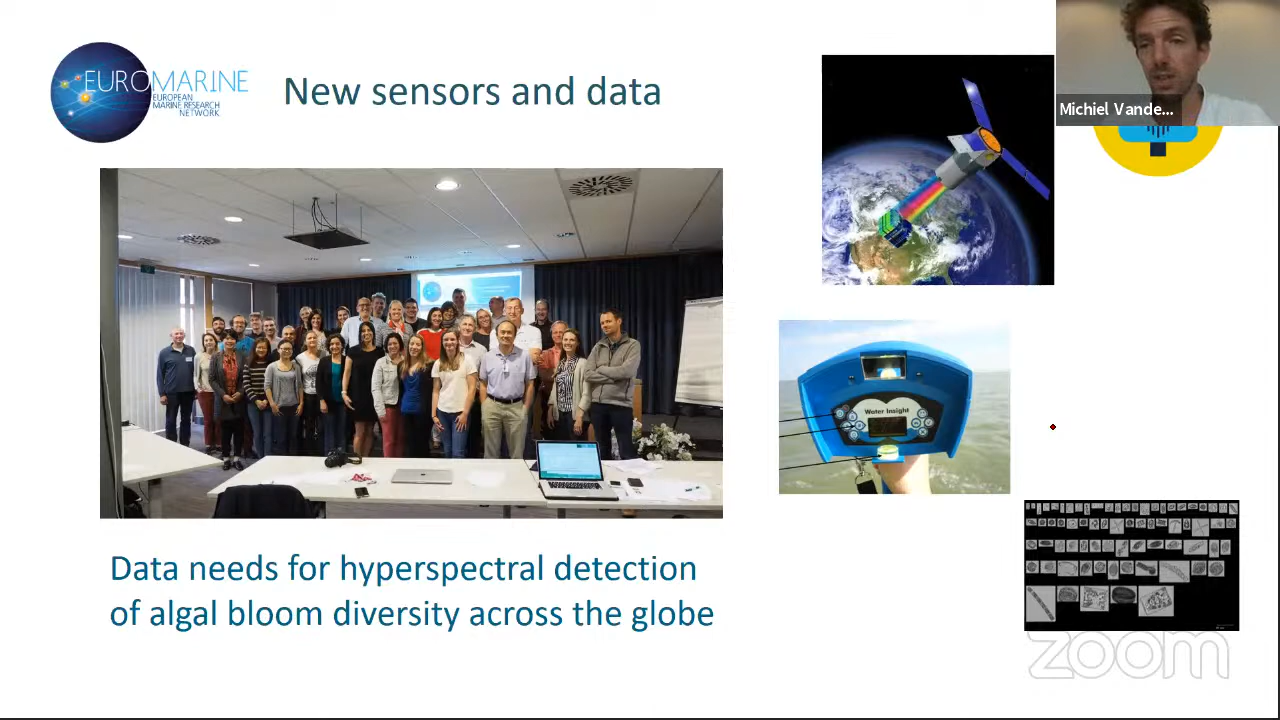 EUROMARINE
EUROPEAN
MARINE RESEARCH
NETWORK
New sensors and data
Michiel Vande...
Water Insight
Data needs for hyperspectral detection
of algal bloom diversity across the globe
zoom